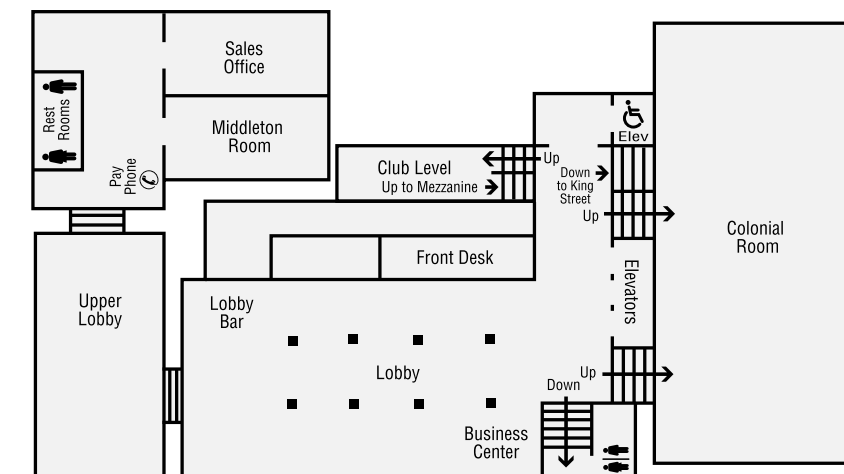 Sales
Office
Rest
Rooms
Middleton
Room
Pay
Phone
Elev
Club Level
Up to Mezzanine
Up
Down
to King
Street
Up
Colonial
Room
Front Desk
Elevators
Upper
Lobby
Lobby
Bar
Lobby
Up
Down
Business
Center